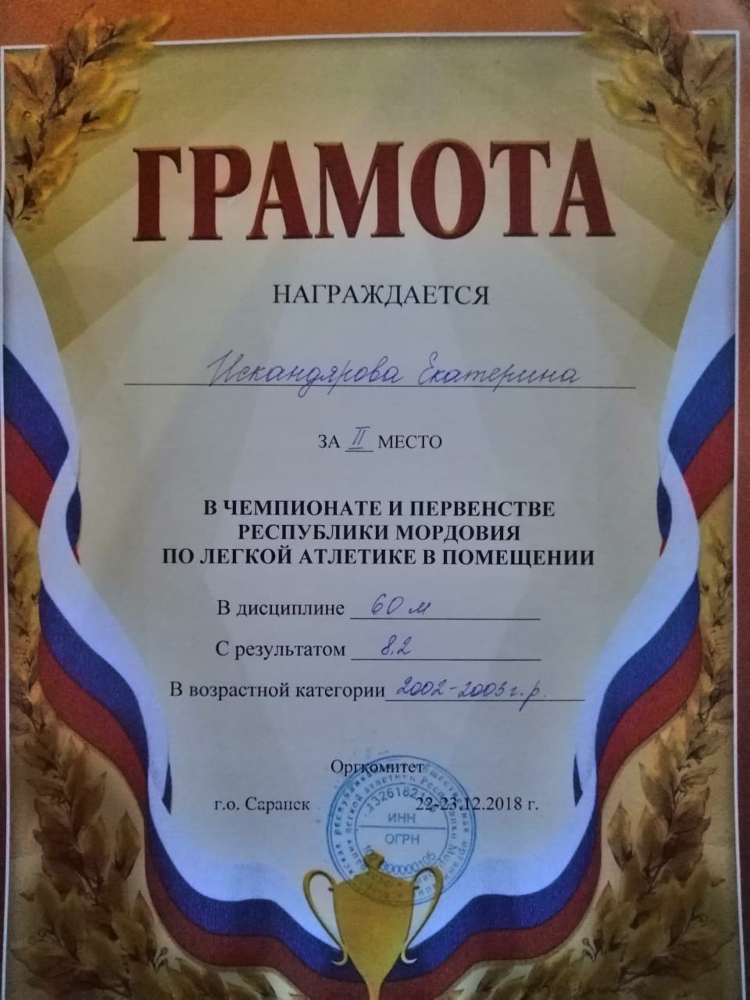 ГРАМОТА
НАГРАЖДАЕТСЯ
Искандярова Екатерина
ЗА II МЕСТО
В ЧЕМПИОНАТЕ И ПЕРВЕНСТВЕ
РЕСПУБЛИКИ МОРДОВИЯ
ПО ЛЕГКОЙ АТЛЕТИКЕ В ПОМЕЩЕНИИ
В дисциплине 60 м
С результатом 8,2
В возрастной категории 2002-2003 г.р.
Оргкомитет
г.о. Саранск 22-23.12.2018 г.
ИНН
ОГРН